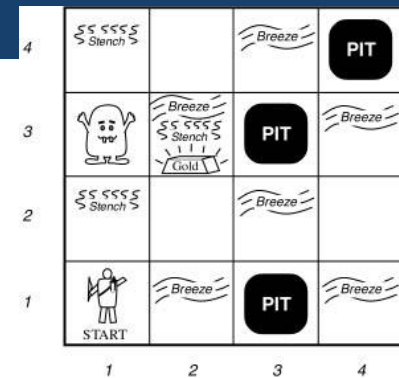 4
Stench
Breeze
PIT
3
Breeze
Stench
Gold
PIT
Breeze
2
Stench
Breeze
1
START
Breeze
PIT
Breeze
1 2 3 4